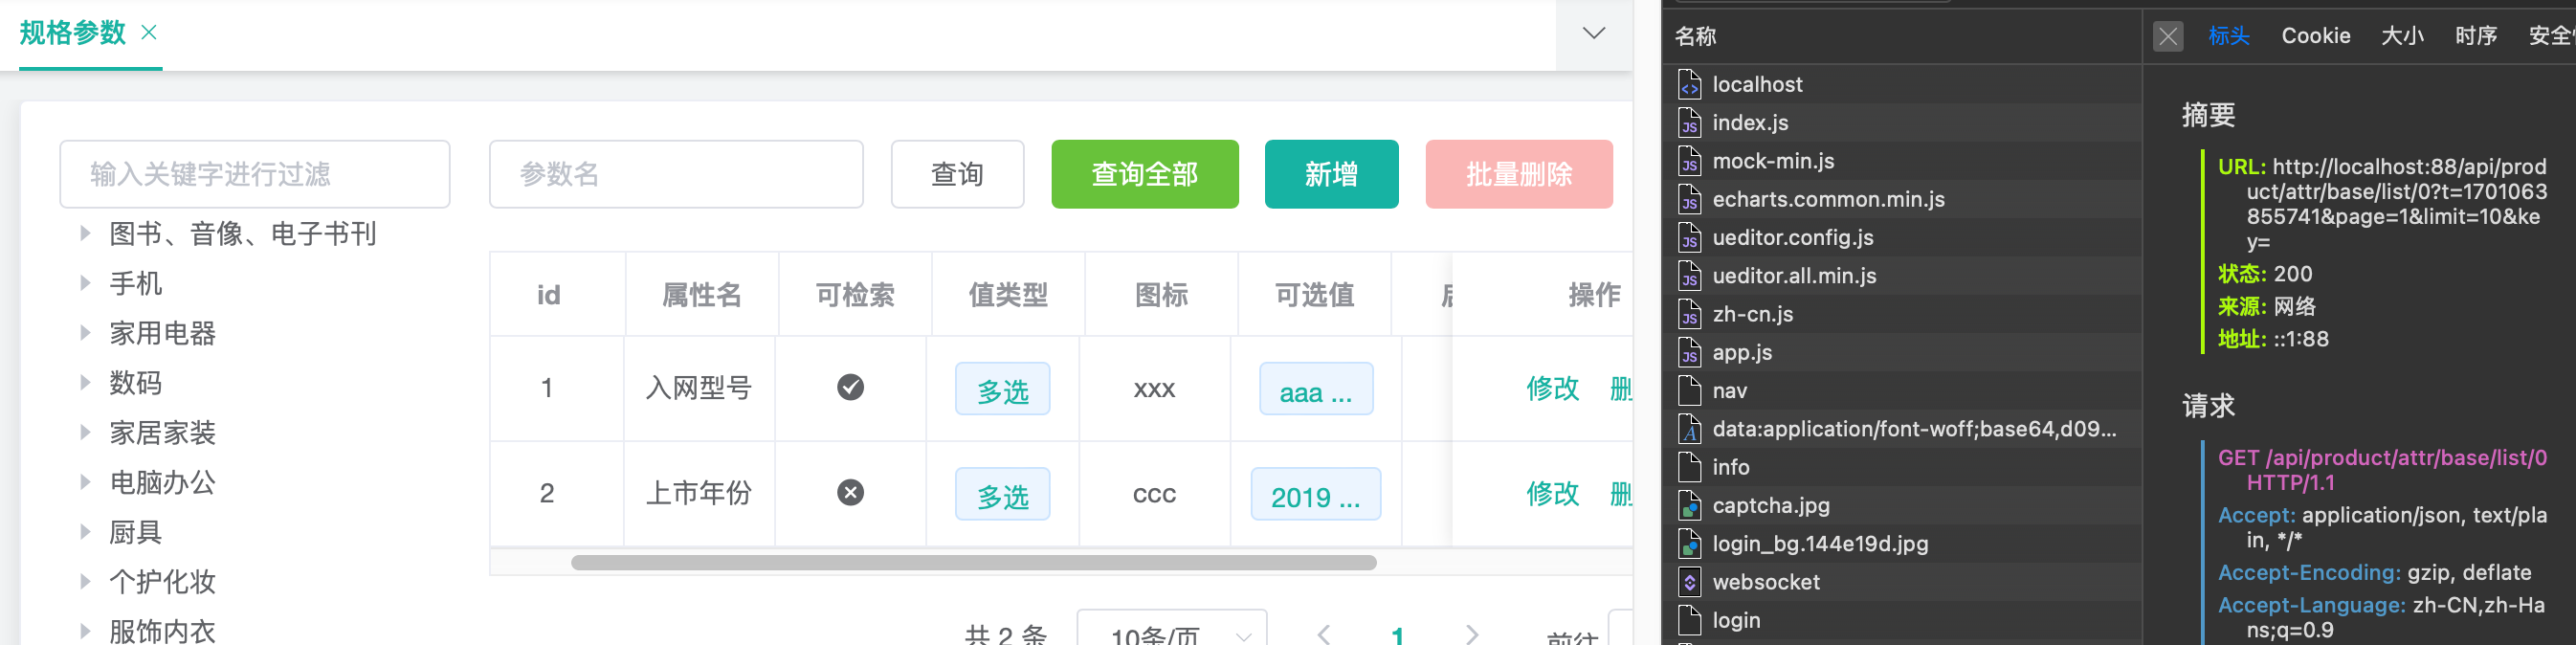 规格参数
输入关键字进行过滤
参数名
查询
查询全部
新增
批量删除
图书、音像、电子书刊
手机
家用电器
数码
家居家装
电脑办公
厨具
个护化妆
服饰内衣
id 属性名 可检索 值类型 图标 可选值 操作
1 入网型号 多选 xxx aaa ... 修改 删
2 上市年份 多选 ccc 2019 ... 修改 删
共 2 条 10条/页 1 前往
名称
localhost
index.js
mock-min.js
echarts.common.min.js
ueditor.config.js
ueditor.all.min.js
zh-cn.js
app.js
nav
data:application/font-woff;base64,d09...
info
captcha.jpg
login_bg.144e19d.jpg
websocket
login
标头 Cookie 大小 时序 安全
摘要
URL: http://localhost:88/api/prod
uct/attr/base/list/0?t=1701063
855741&page=1&limit=10&ke
y=
状态: 200
来源: 网络
地址: ::1:88
请求
GET /api/product/attr/base/list/0
HTTP/1.1
Accept: application/json, text/pla
in, */*
Accept-Encoding: gzip, deflate
Accept-Language: zh-CN,zh-Ha
ns;q=0.9